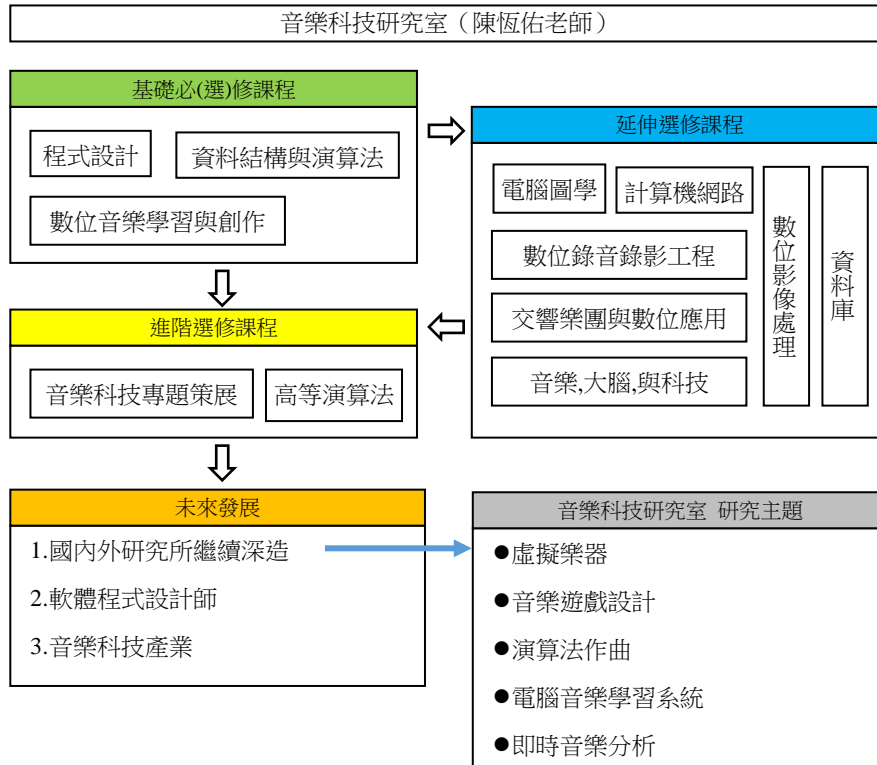 音樂科技研究室（陳恆佑老師）
基礎必(選)修課程
程式設計
資料結構與演算法
數位音樂學習與創作
延伸選修課程
電腦圖學
計算機網路
數位錄音錄影工程
交響樂團與數位應用
音樂,大腦,與科技
數位影像處理
資料庫
進階選修課程
音樂科技專題策展
高等演算法
未來發展
1.國內外研究所繼續深造
2.軟體程式設計師
3.音樂科技產業
音樂科技研究室 研究主題
●虛擬樂器
●音樂遊戲設計
●演算法作曲
●電腦音樂學習系統
●即時音樂分析